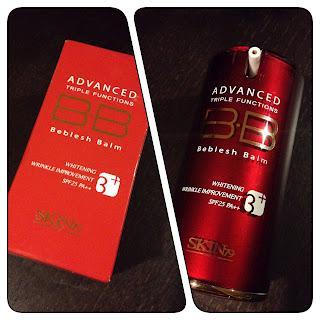 ADVANCED
TRIPLE FUNCTIONS
BB
Beblesh Balm
WHITENING
WRINKLE IMPROVEMENT
SPF25 PA++
3+
SKIN79
ADVANCED
TRIPLE FUNCTIONS
BB
Beblesh Balm
WHITENING
WRINKLE IMPROVEMENT
SPF25 PA++
3+
SKIN79